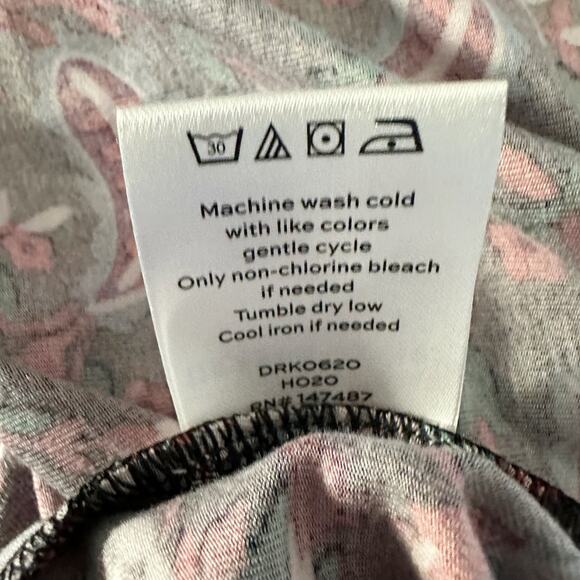 30
Machine wash cold
with like colors
gentle cycle
Only non-chlorine bleach
if needed
Tumble dry low
Cool iron if needed
DRK0620
HO20
RN# 147487